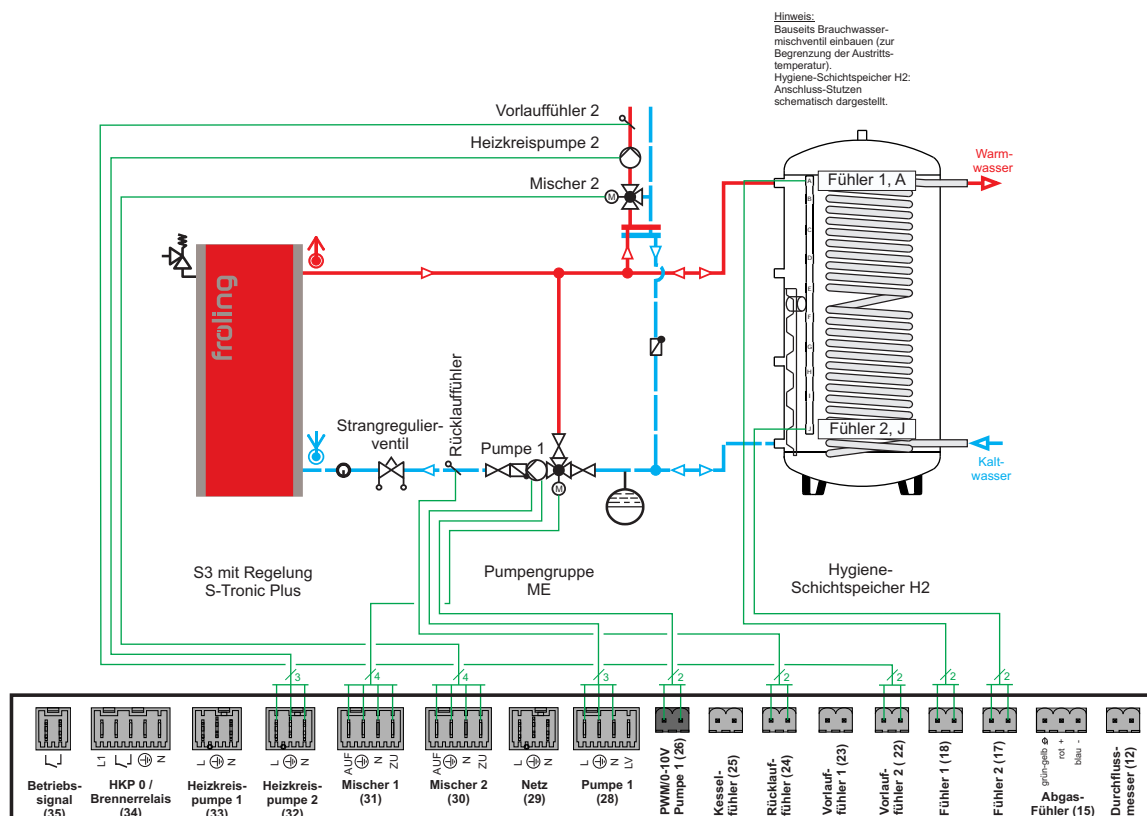 Hinweis:
Bauseits Brauchwasser-
mischventil einbauen (zur
Begrenzung der Austritts-
temperatur).
Hygiene-Schichtspeicher H2:
Anschluss-Stutzen
schematisch dargestellt.
Vorlauffühler 2
Heizkreispumpe 2
Mischer 2
M
Warm-
wasser
Fühler 1, A
A
B
C
D
E
F
G
H
I
J
Fühler 2, J
Kalt-
wasser
fröling
Strangregulier-
ventil
Rücklauffühler
Pumpe 1
M
S3 mit Regelung
S-Tronic Plus
Pumpengruppe
ME
Hygiene-
Schichtspeicher H2
3
4
4
3
2
2
2
2
2
L1
N
L
N
L
N
AUF
N
ZU
AUF
N
ZU
L
N
L
N
LV
grün-gelb
rot +
blau -
Betriebs-
signal
(35)
HKP 0 /
Brennerrelais
(34)
Heizkreis-
pumpe 1
(33)
Heizkreis-
pumpe 2
(32)
Mischer 1
(31)
Mischer 2
(30)
Netz
(29)
Pumpe 1
(28)
PWM/0-10V
Pumpe 1 (26)
Kessel-
fühler (25)
Rücklauf-
fühler (24)
Vorlauf-
fühler 1 (23)
Vorlauf-
fühler 2 (22)
Fühler 1 (18)
Fühler 2 (17)
Abgas-
Fühler (15)
Durchfluss-
messer (12)